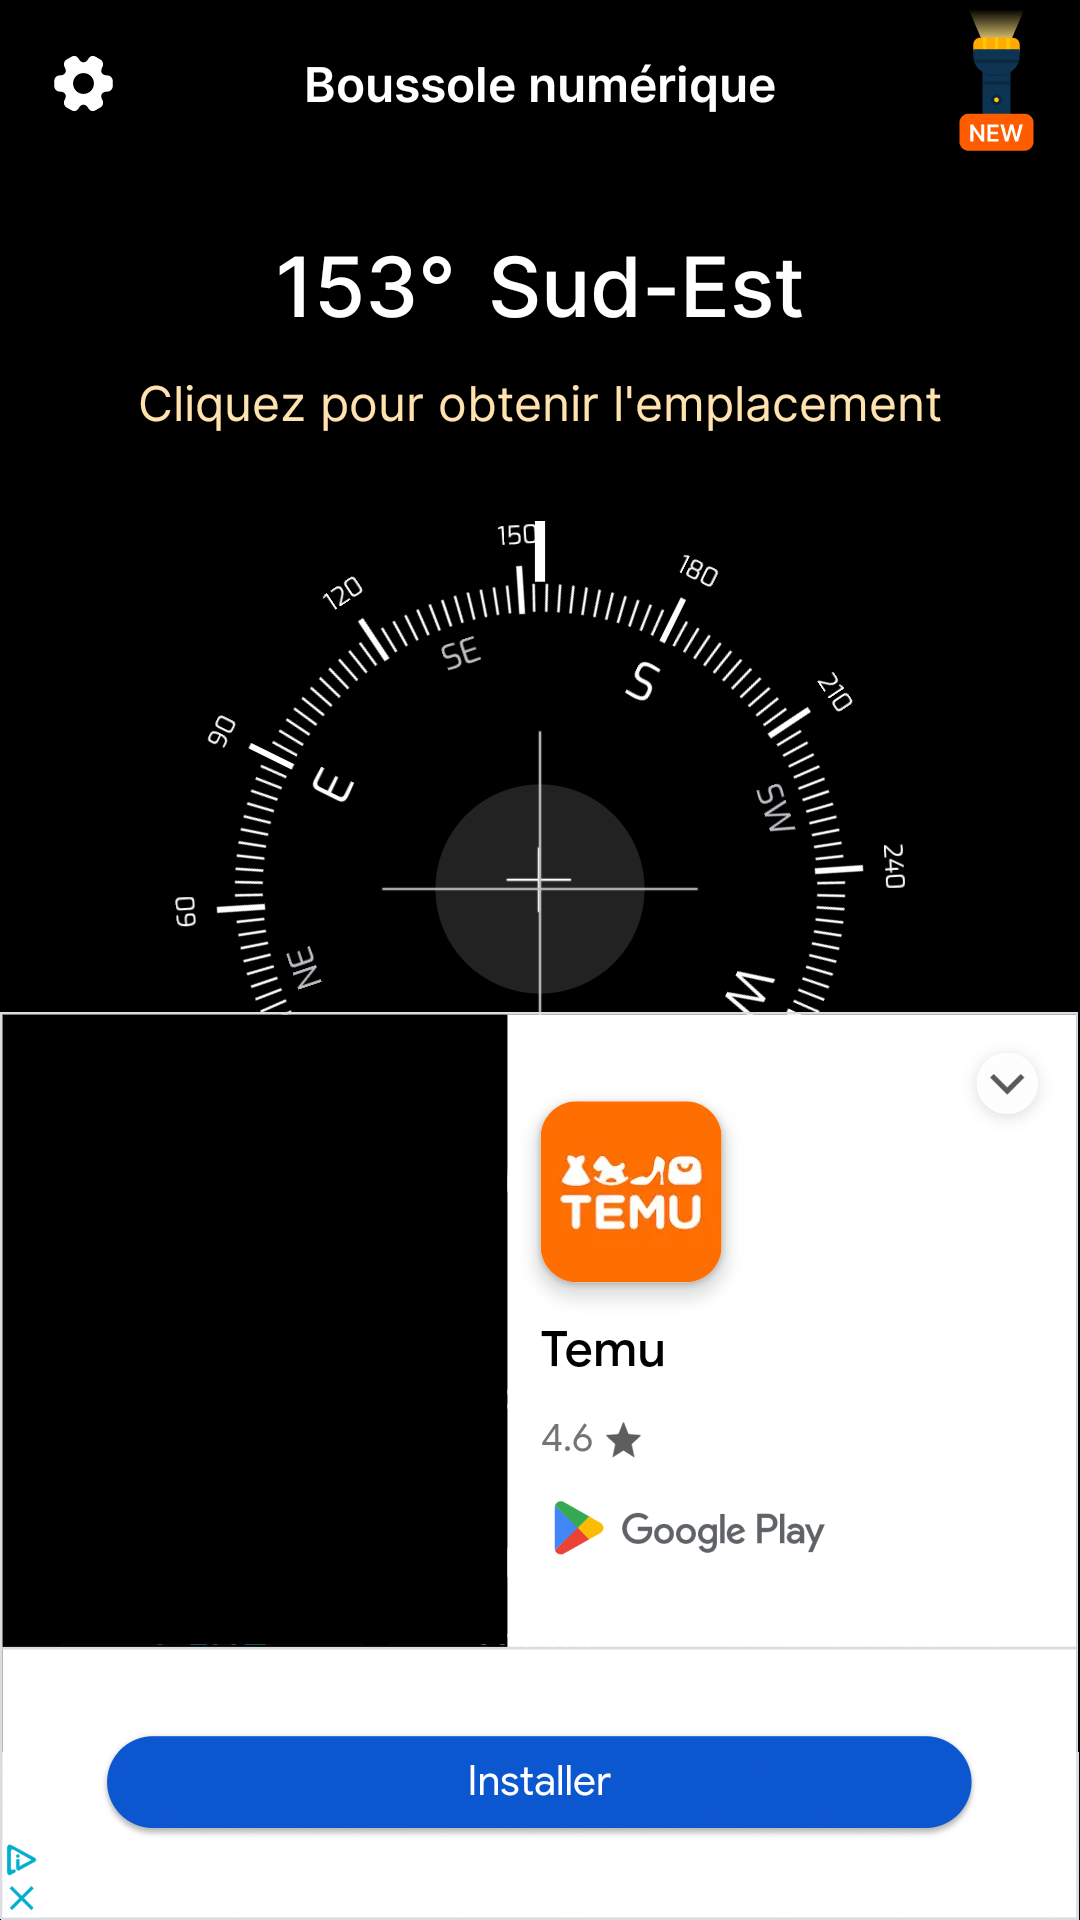 Boussole numérique
NEW
153° Sud-Est
Cliquez pour obtenir l'emplacement
150
180
120
SE
S
210
90
E
SW
240
60
NE
W
TEMU
Temu
4.6
Google Play
Installer